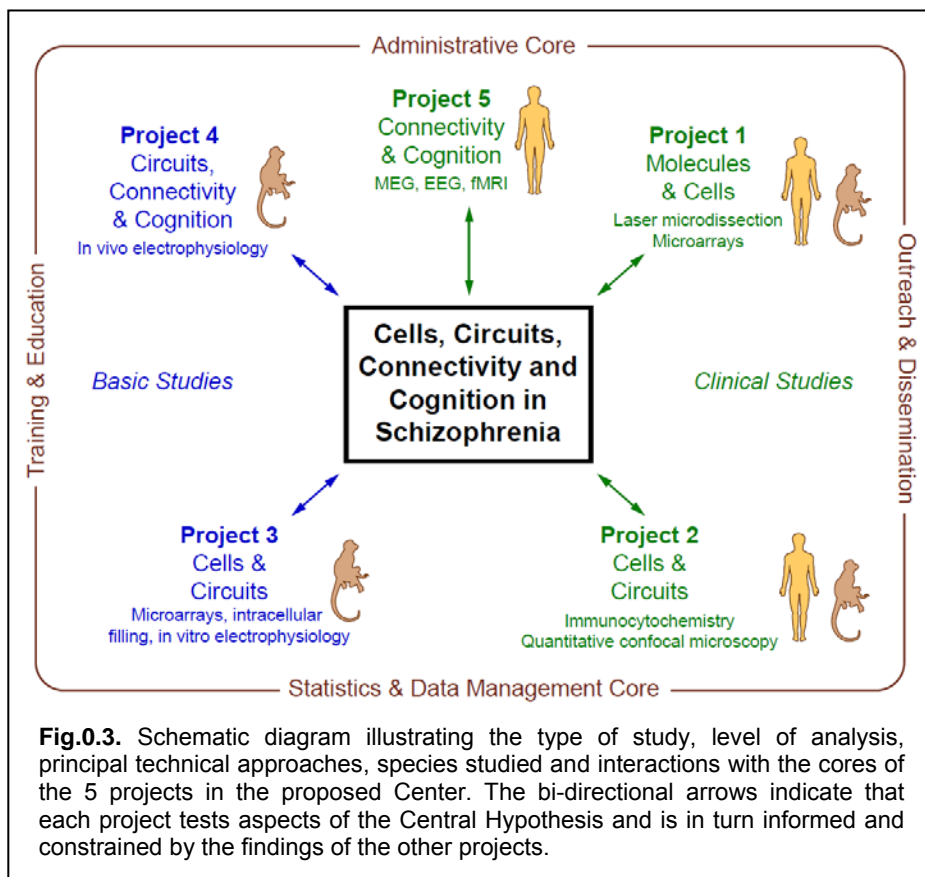 Administrative Core
Project 5
Connectivity
& Cognition
MEG, EEG, fMRI
Project 4
Circuits,
Connectivity
& Cognition
In vivo electrophysiology
Project 1
Molecules
& Cells
Laser microdissection
Microarrays
Training & Education
Outreach & Dissemination
Basic Studies
Cells, Circuits,
Connectivity and
Cognition in
Schizophrenia
Clinical Studies
Project 3
Cells &
Circuits
Microarrays, intracellular
filling, in vitro electrophysiology
Project 2
Cells &
Circuits
Immunocytochemistry
Quantitative confocal microscopy
Statistics & Data Management Core
Fig.0.3. Schematic diagram illustrating the type of study, level of analysis,
principal technical approaches, species studied and interactions with the cores of
the 5 projects in the proposed Center. The bi-directional arrows indicate that
each project tests aspects of the Central Hypothesis and is in turn informed and
constrained by the findings of the other projects.